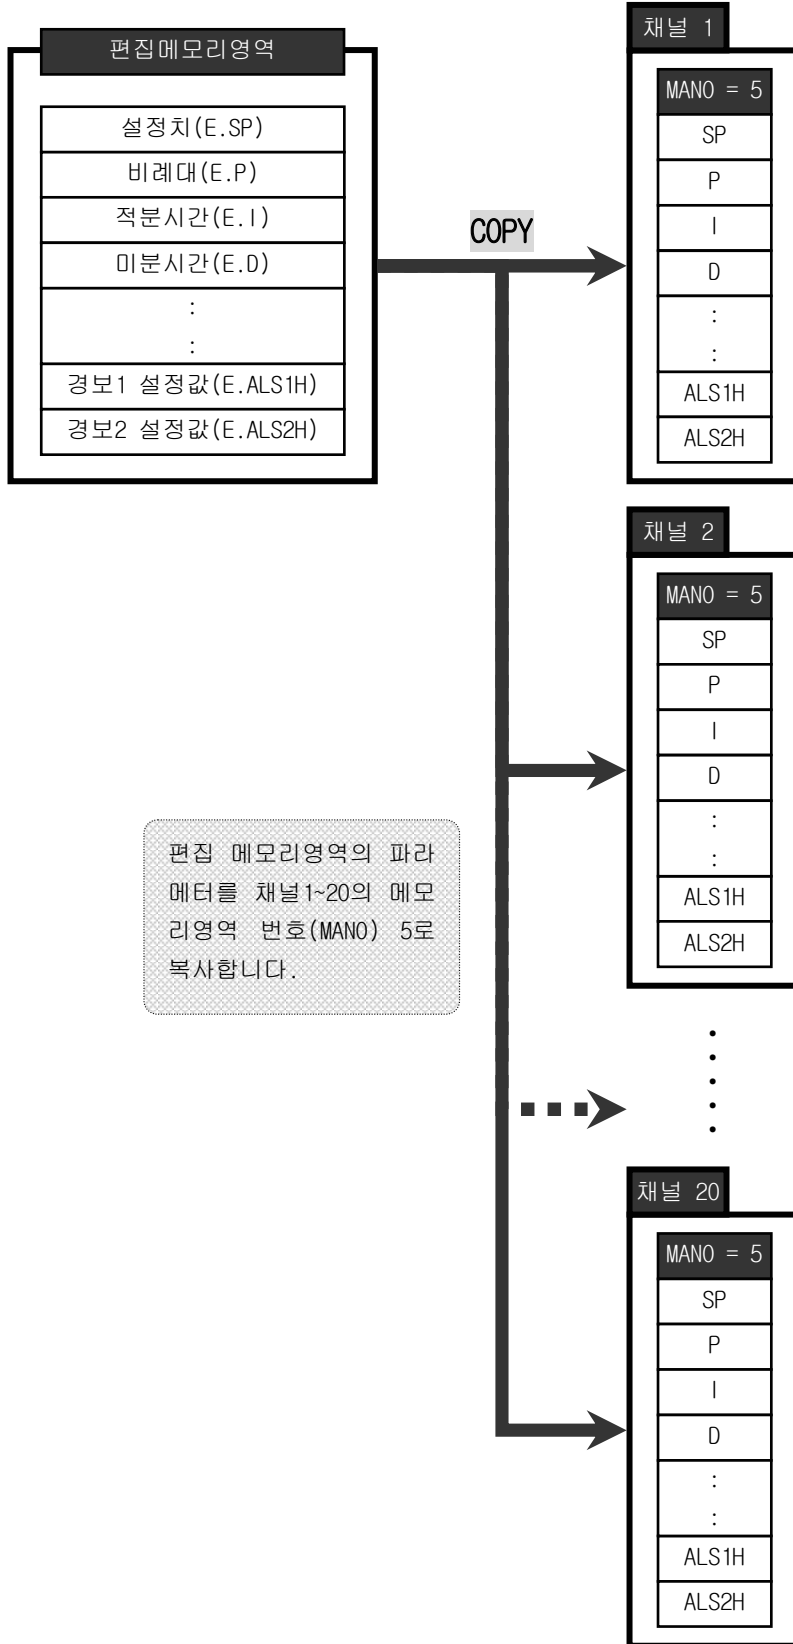 편집메모리영역
설정치(E.SP)
비례대(E.P)
적분시간(E.I)
미분시간(E.D)
:
:
경보1 설정값(E.ALS1H)
경보2 설정값(E.ALS2H)
COPY
채널 1
MANO = 5
SP
P
I
D
:
:
ALS1H
ALS2H
채널 2
MANO = 5
SP
P
I
D
:
:
ALS1H
ALS2H
편집 메모리영역의 파라
메터를 채널1~20의 메모
리영역 번호(MANO) 5로
복사합니다.
채널 20
MANO = 5
SP
P
I
D
:
:
ALS1H
ALS2H